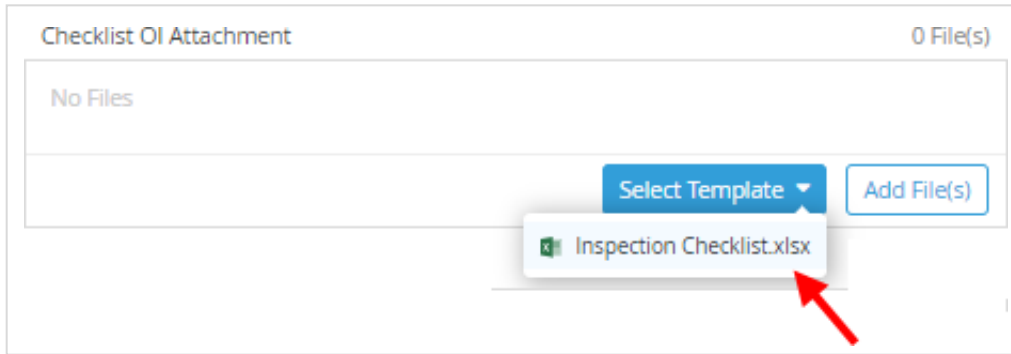 Checklist OI Attachment 0 File(s)
No Files
Select Template Add File(s)
Inspection Checklist.xlsx